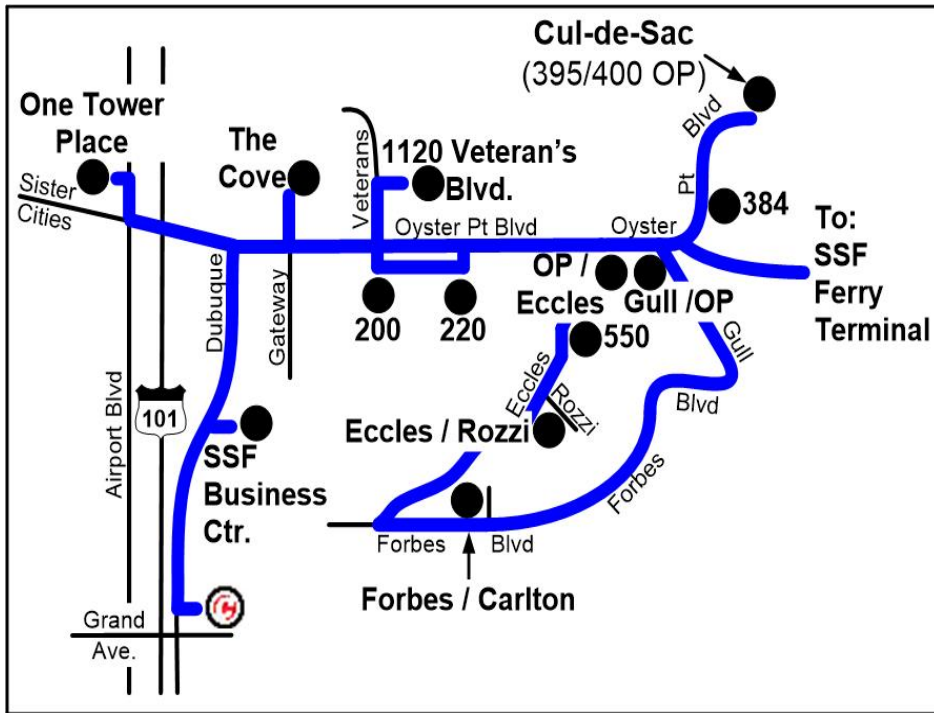 Cul-de-Sac
(395/400 OP)
One Tower
Place
The
Cove
Veterans
1120 Veteran's
Blvd.
Blvd
Pt
384
Sister
Cities
Oyster Pt Blvd
Oyster
To:
SSF
Ferry
Terminal
OP /
Eccles
Gull /OP
Dubuque
Gateway
200
220
550
Gull
Blvd
Eccles
Rozzi
Airport Blvd
101
Eccles / Rozzi
SSF
Business
Ctr.
Forbes
Forbes
Blvd
Forbes / Carlton
Grand
Ave.